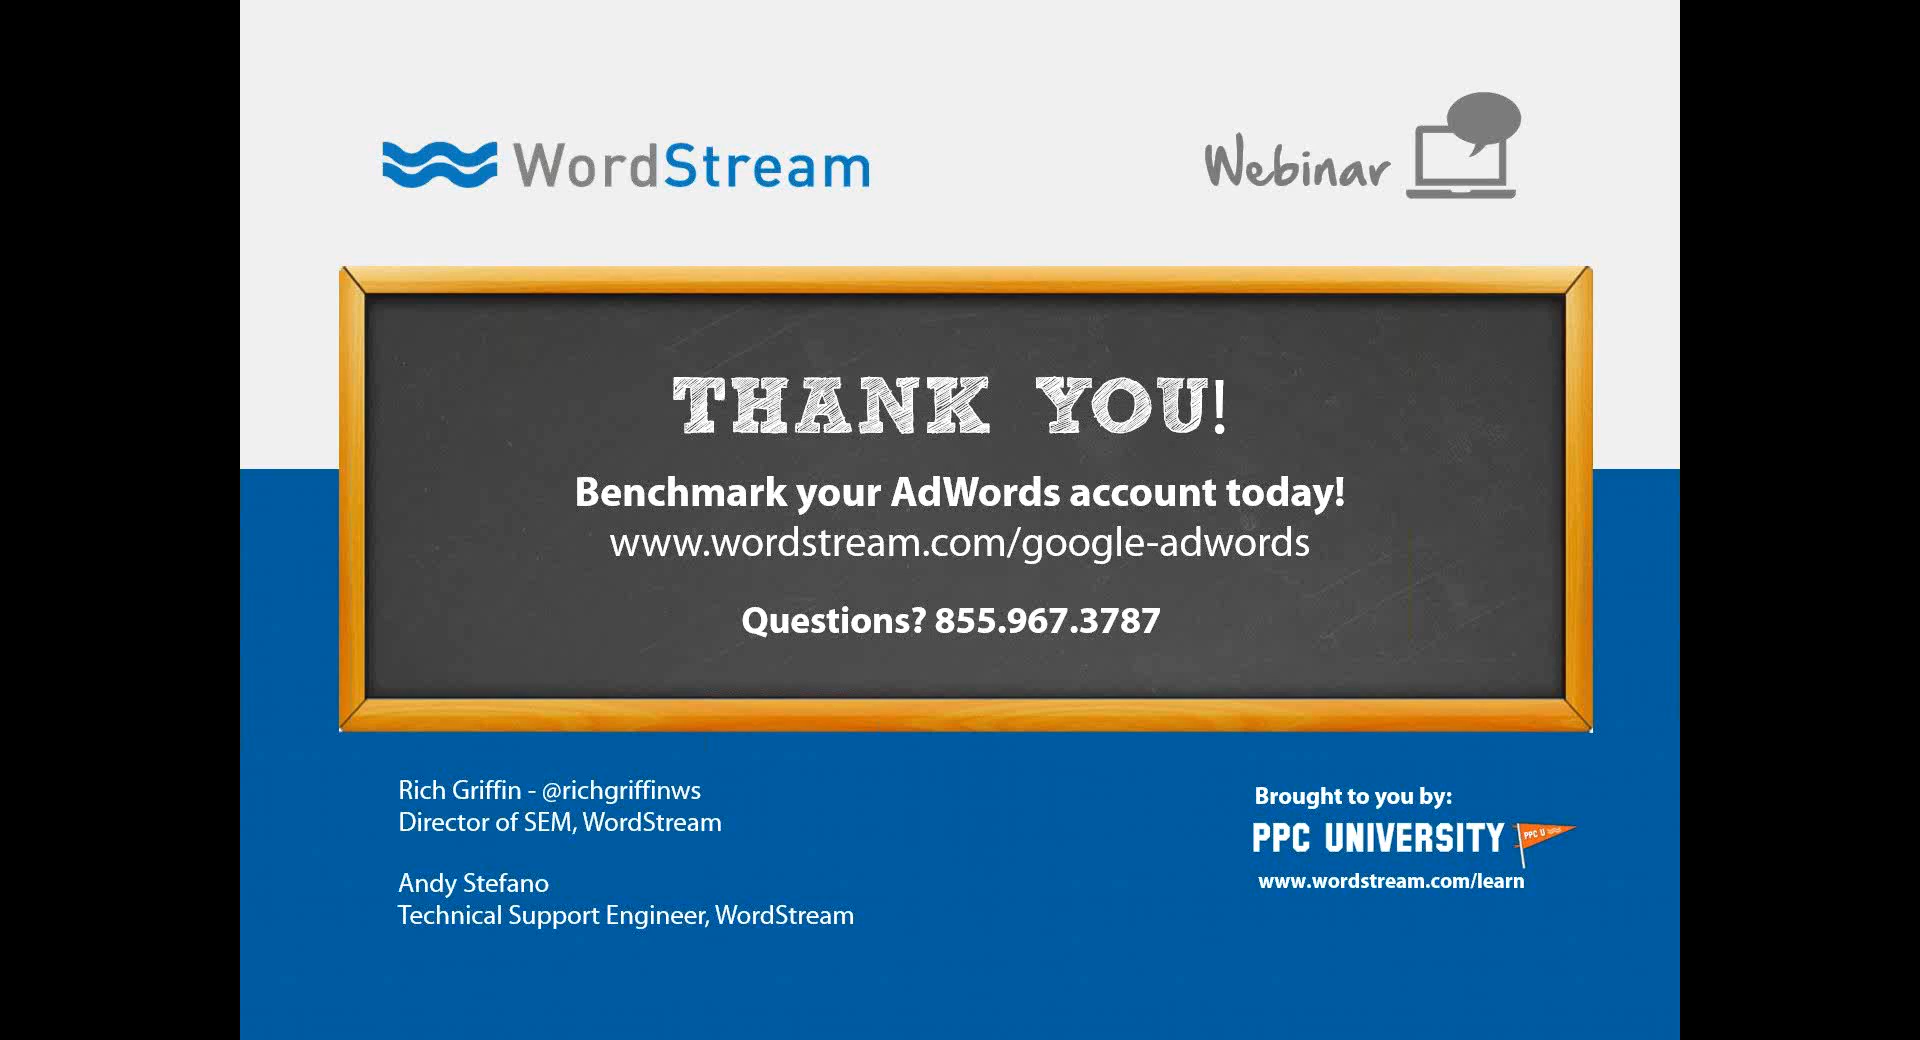 WordStream
Webinar
THANK YOU!
Benchmark your AdWords account today!
www.wordstream.com/google-adwords
Questions? 855.967.3787
Rich Griffin - @richgriffinws
Director of SEM, WordStream
Andy Stefano
Technical Support Engineer, WordStream
Brought to you by:
PPC UNIVERSITY
PPC U
www.wordstream.com/learn